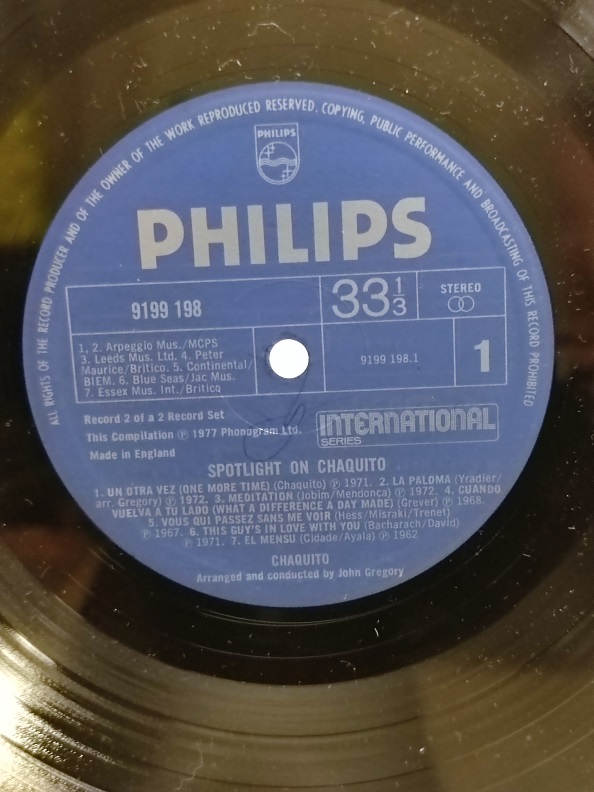 ALL RIGHTS OF THE RECORD PRODUCER AND OF THE OWNER OF THE WORK REPRODUCED RESERVED. COPYING, PUBLIC PERFORMANCE AND BROADCASTING OF THIS RECORD PROHIBITED
PHILIPS
PHILIPS
9199 198
33 1/3
STEREO
1, 2. Arpeggio Mus./MCPS
3. Leeds Mus. Ltd. 4. Peter
Maurice/Britico. 5. Continental/
BIEM. 6. Blue Seas/Jac Mus.
7. Essex Mus. Int./Britico
9199 198.1
1
Record 2 of a 2 Record Set
This Compilation ℗ 1977 Phonogram Ltd.
Made in England
INTERNATIONAL
SERIES
SPOTLIGHT ON CHAQUITO
1. UN OTRA VEZ (ONE MORE TIME) (Chaquito) ℗ 1971. 2. LA PALOMA (Yradier/
arr. Gregory) ℗ 1972. 3. MEDITATION (Jobim/Mendonca) ℗ 1972. 4. CUANDO
VUELVA A TU LADO (WHAT A DIFFERENCE A DAY MADE) (Grever) ℗ 1968.
5. VOUS QUI PASSEZ SANS ME VOIR (Hess/Misraki/Trenet)
℗ 1967. 6. THIS GUY'S IN LOVE WITH YOU (Bacharach/David)
℗ 1971. 7. EL MENSU (Cidade/Ayala) ℗ 1962
CHAQUITO
Arranged and conducted by John Gregory